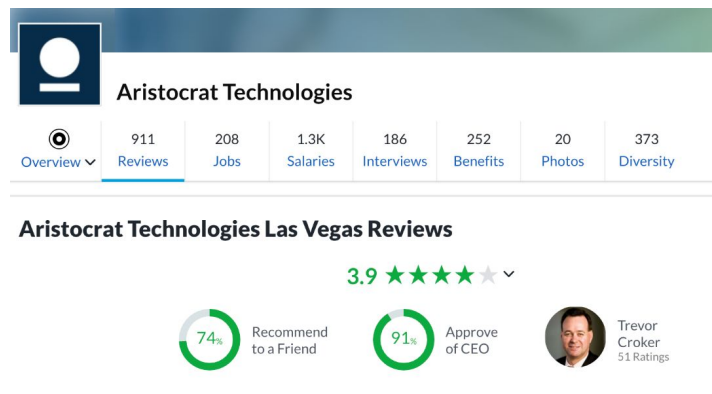 Aristocrat Technologies
911 208 1.3K 186 252 20 373
Overview Reviews Jobs Salaries Interviews Benefits Photos Diversity
Aristocrat Technologies Las Vegas Reviews
3.9
74% Recommend to a Friend
91% Approve of CEO
Trevor Croker
51 Ratings